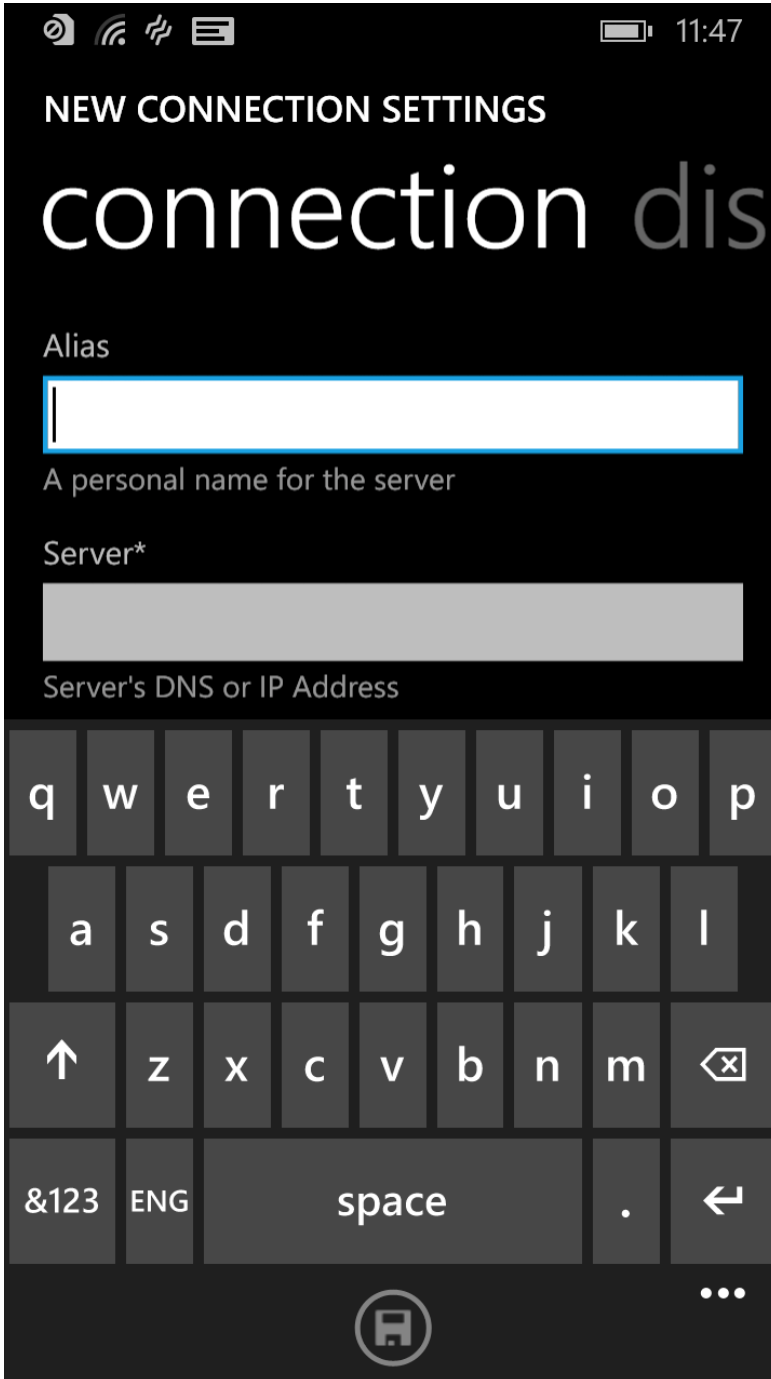 11:47
NEW CONNECTION SETTINGS
connection dis
Alias
A personal name for the server
Server*
Server's DNS or IP Address
q w e r t y u i o p
a s d f g h j k l
z x c v b n m
&123 ENG space .